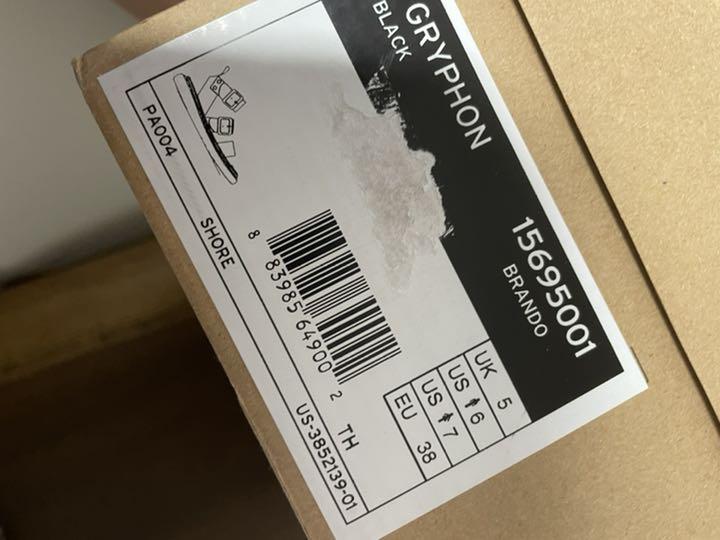 GRYPHON
BLACK
15695001
BRANDO
UK 5
US 6
US 7
EU 38
8 83985 64900 2
TH
PA004
SHORE
US-3852139-01